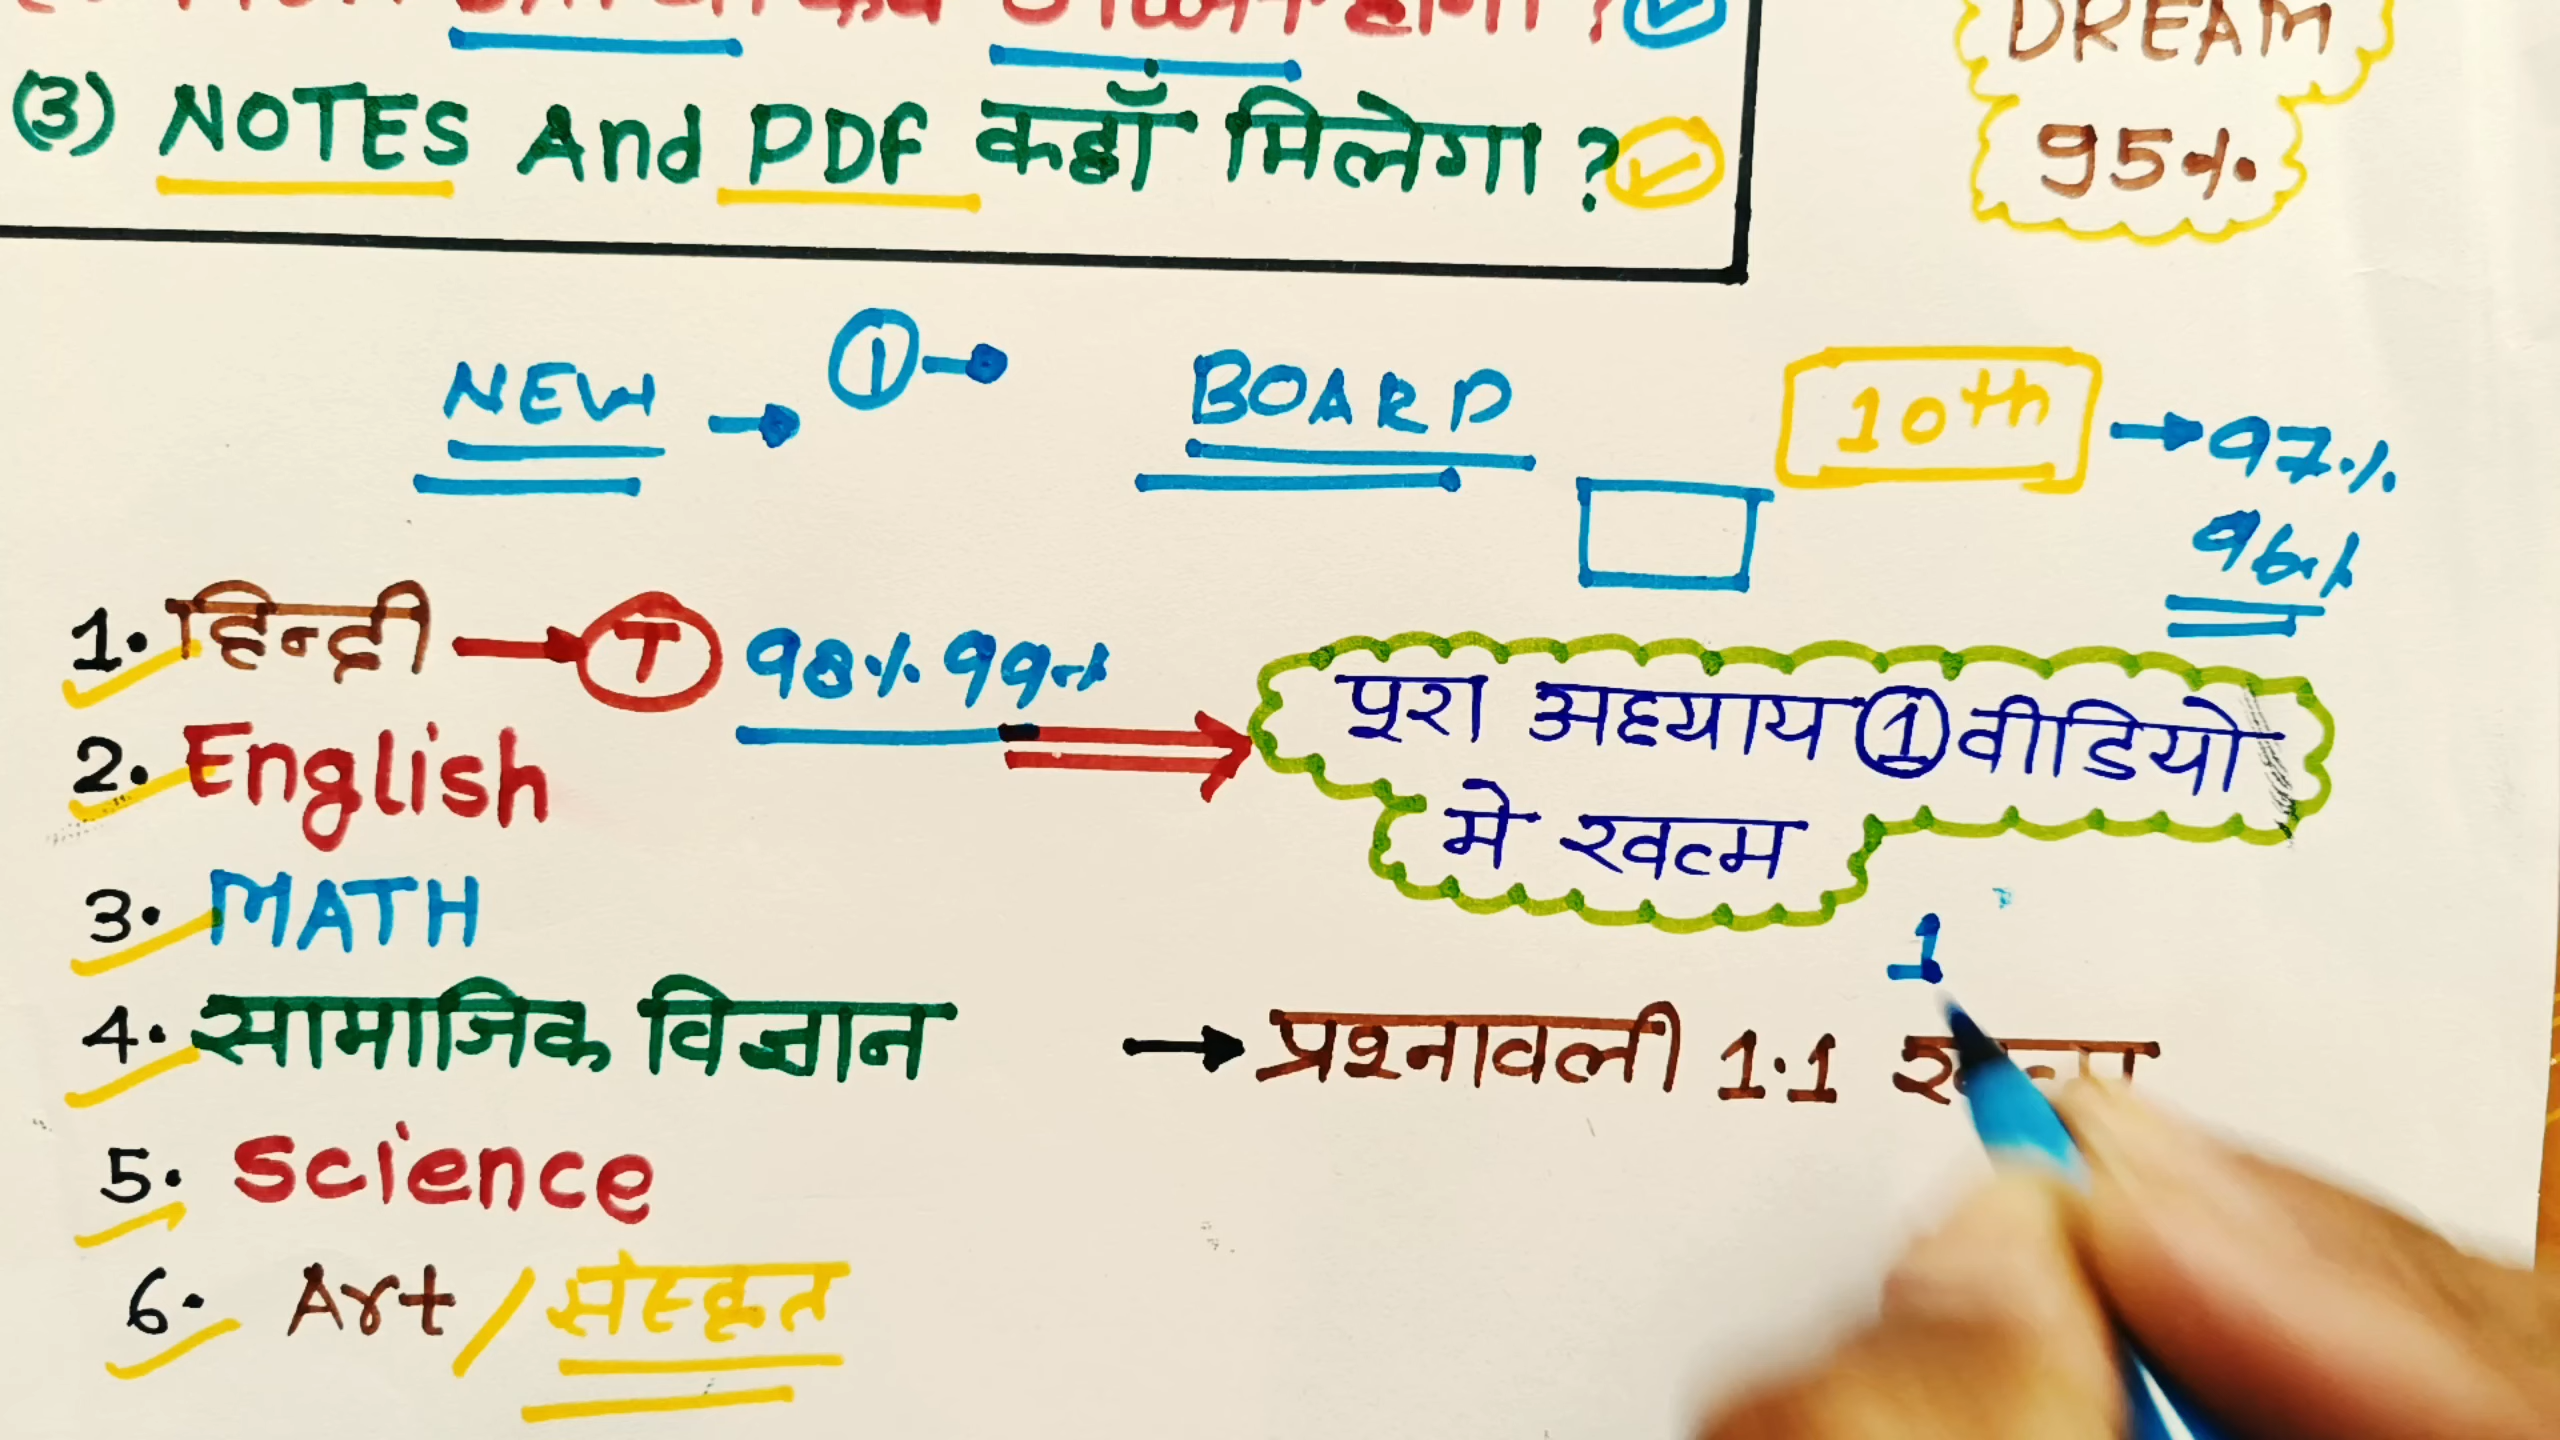 DREAM
95%
(3) NOTES And PDF कहाँ मिलेगा ?
NEW → 1 →
BOARD
10th → 97%
96%
1. हिन्दी → T 98% 99%
पूरा अध्याय 1 वीडियो
मे खत्म
2. English
3. MATH
1
4. सामाजिक विज्ञान
→ प्रश्नावली 1.1
5. Science
6. Art / संस्कृत